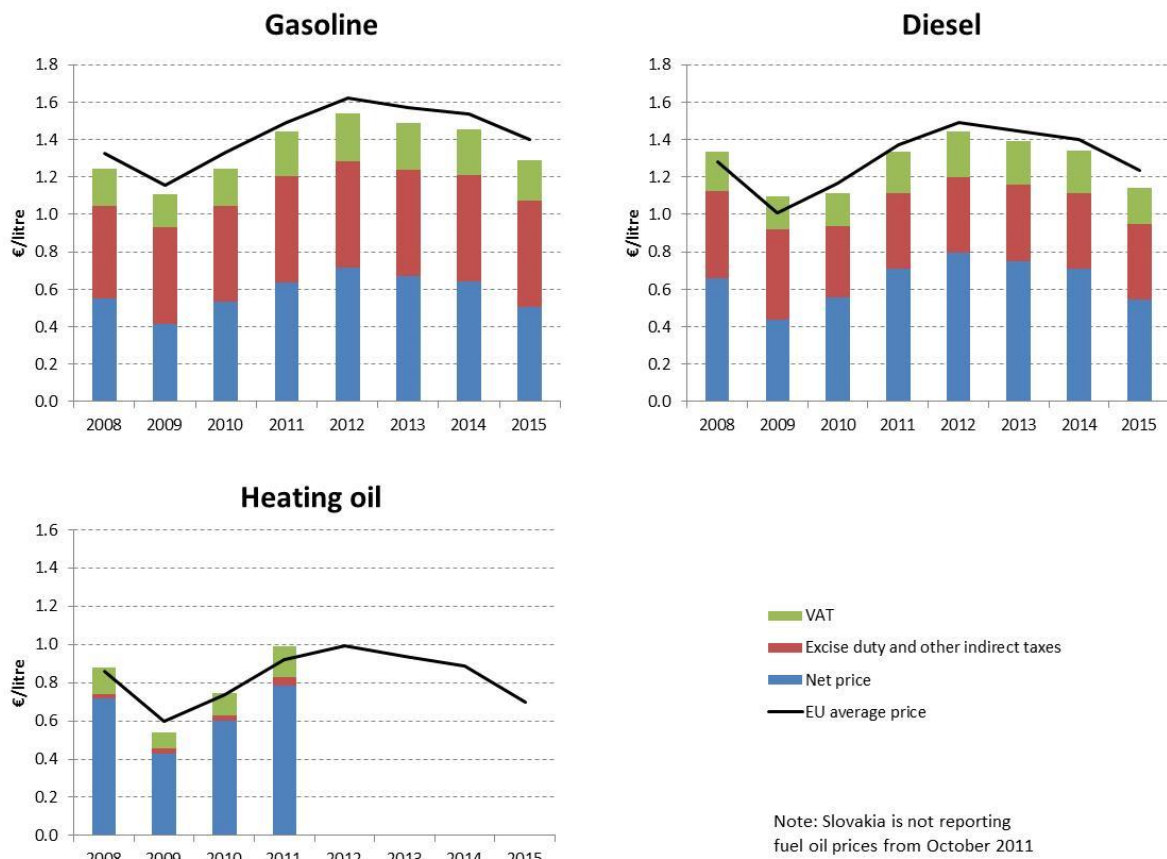 Gasoline
€/litre
1.8
1.6
1.4
1.2
1.0
0.8
0.6
0.4
0.2
0.0
2008 2009 2010 2011 2012 2013 2014 2015
Diesel
€/litre
1.8
1.6
1.4
1.2
1.0
0.8
0.6
0.4
0.2
0.0
2008 2009 2010 2011 2012 2013 2014 2015
Heating oil
€/litre
1.6
1.4
1.2
1.0
0.8
0.6
0.4
0.2
0.0
2008 2009 2010 2011 2012 2013 2014 2015
VAT
Excise duty and other indirect taxes
Net price
EU average price
Note: Slovakia is not reporting
fuel oil prices from October 2011